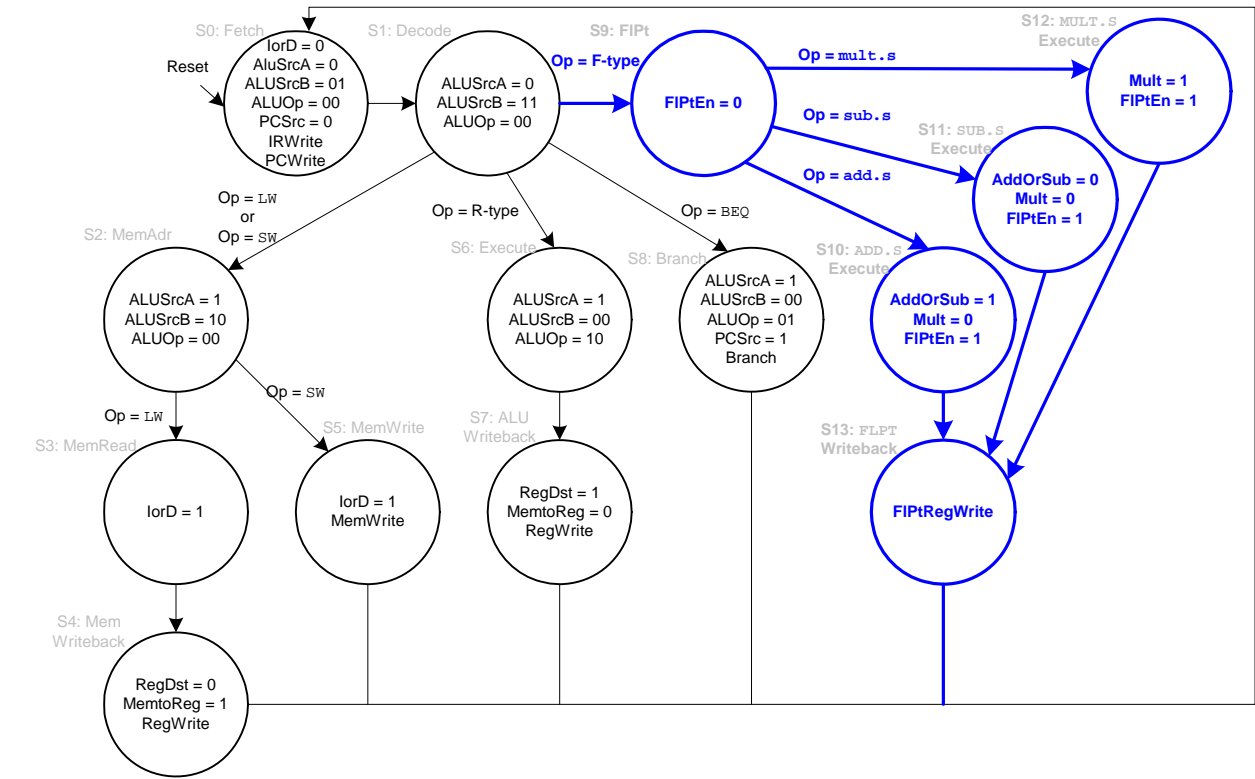 S0: Fetch
IorD = 0
AluSrcA = 0
ALUSrcB = 01
ALUOp = 00
PCSrc = 0
IRWrite
PCWrite
Reset
S1: Decode
ALUSrcA = 0
ALUSrcB = 11
ALUOp = 00
Op = F-type
S9: FlPt
FlPtEn = 0
Op = mult.s
Op = sub.s
Op = add.s
S12: MULT.s
Execute
Mult = 1
FlPtEn = 1
S11: SUB.s
Execute
AddOrSub = 0
Mult = 0
FlPtEn = 1
S10: ADD.s
Execute
AddOrSub = 1
Mult = 0
FlPtEn = 1
Op = LW
or
Op = SW
Op = R-type
Op = BEQ
S2: MemAdr
ALUSrcA = 1
ALUSrcB = 10
ALUOp = 00
S6: Execute
ALUSrcA = 1
ALUSrcB = 00
ALUOp = 10
S8: Branch
ALUSrcA = 1
ALUSrcB = 00
ALUOp = 01
PCSrc = 1
Branch
Op = LW
Op = SW
S3: MemRead
IorD = 1
S5: MemWrite
IorD = 1
MemWrite
S7: ALU
Writeback
RegDst = 1
MemtoReg = 0
RegWrite
S13: FLPT
Writeback
FlPtRegWrite
S4: Mem
Writeback
RegDst = 0
MemtoReg = 1
RegWrite